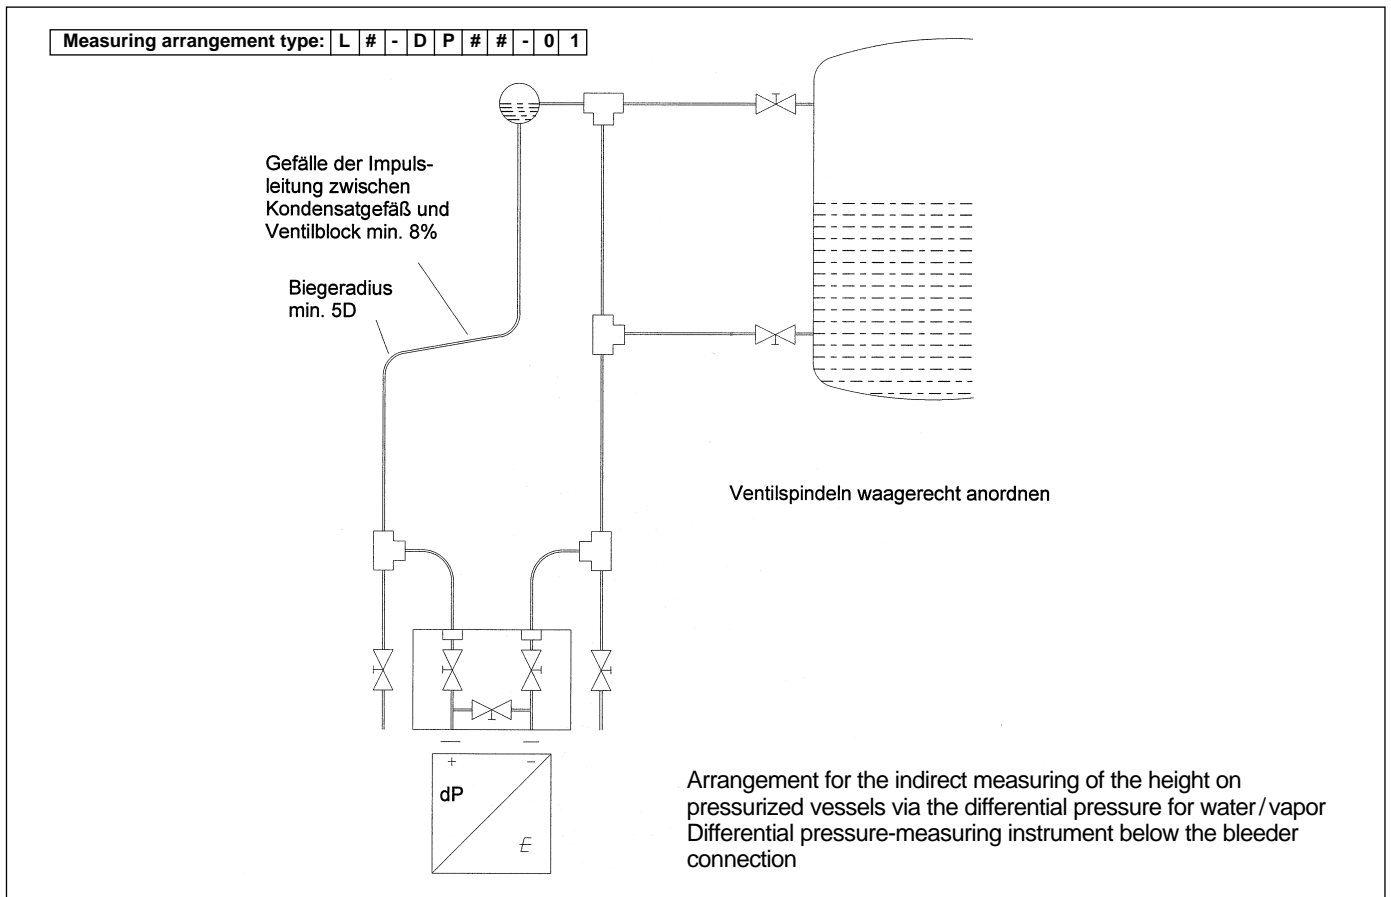 Measuring arrangement type: L # - D P # # - 0 1
Gefälle der Impuls-
leitung zwischen
Kondensatgefäß und
Ventilblock min. 8%
Biegeradius
min. 5D
Ventilspindeln waagerecht anordnen
+ −
dP
E
Arrangement for the indirect measuring of the height on
pressurized vessels via the differential pressure for water / vapor
Differential pressure-measuring instrument below the bleeder
connection